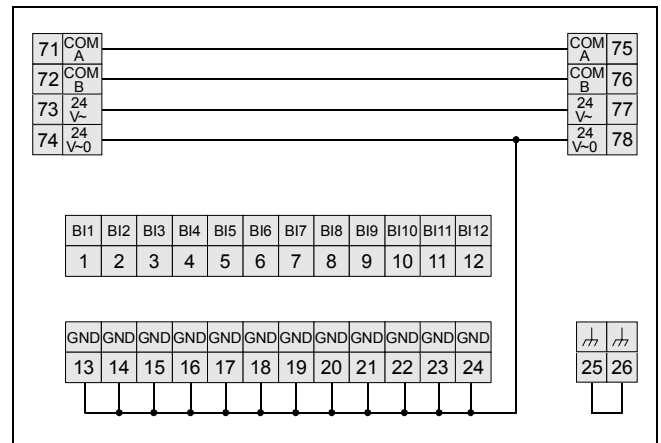 71 COM A COM A 75
72 COM B COM B 76
73 24 V~ 24 V~ 77
74 24 V~0 24 V~0 78
BI1 BI2 BI3 BI4 BI5 BI6 BI7 BI8 BI9 BI10 BI11 BI12
1 2 3 4 5 6 7 8 9 10 11 12
GND GND GND GND GND GND GND GND GND GND GND GND
13 14 15 16 17 18 19 20 21 22 23 24 25 26